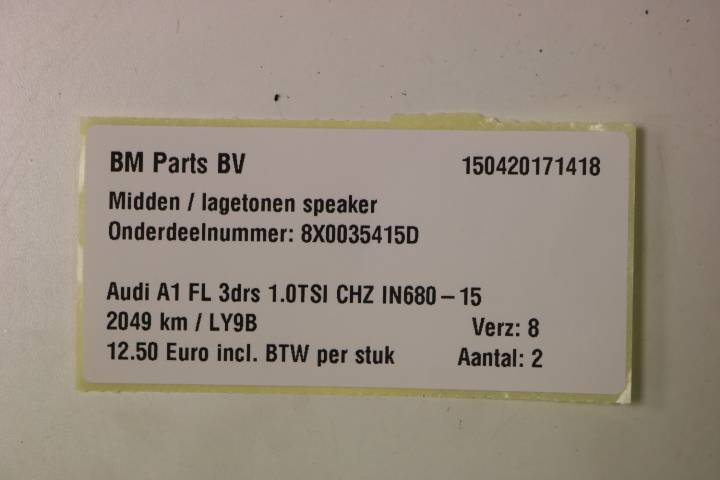 BM Parts BV 150420171418
Midden / lagetonen speaker
Onderdeelnummer: 8X0035415D
Audi A1 FL 3drs 1.0TSI CHZ IN680 – 15
2049 km / LY9B Verz: 8
12.50 Euro incl. BTW per stuk Aantal: 2